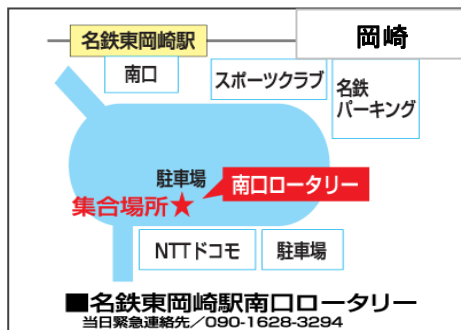 岡崎
名鉄東岡崎駅
南口
スポーツクラブ
名鉄
パーキング
駐車場
南口ロータリー
集合場所★
NTTドコモ
駐車場
■名鉄東岡崎駅南口ロータリー
当日緊急連絡先／090-1628-3294